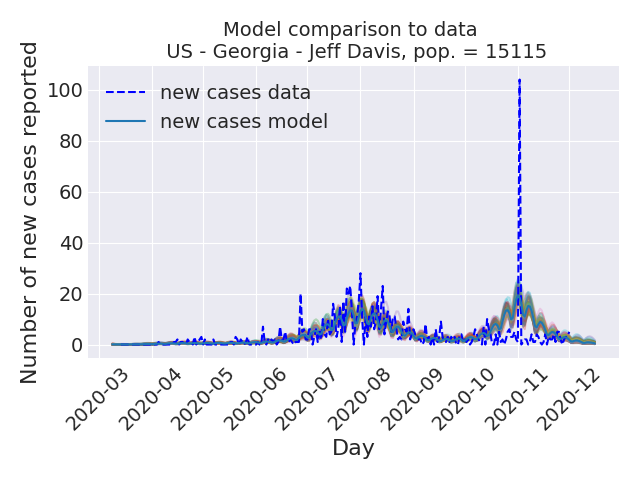 Model comparison to data
US - Georgia - Jeff Davis, pop. = 15115
Number of new cases reported
100
80
60
40
20
0
new cases data
new cases model
2020-03
2020-04
2020-05
2020-06
2020-07
2020-08
2020-09
2020-10
2020-11
2020-12
Day